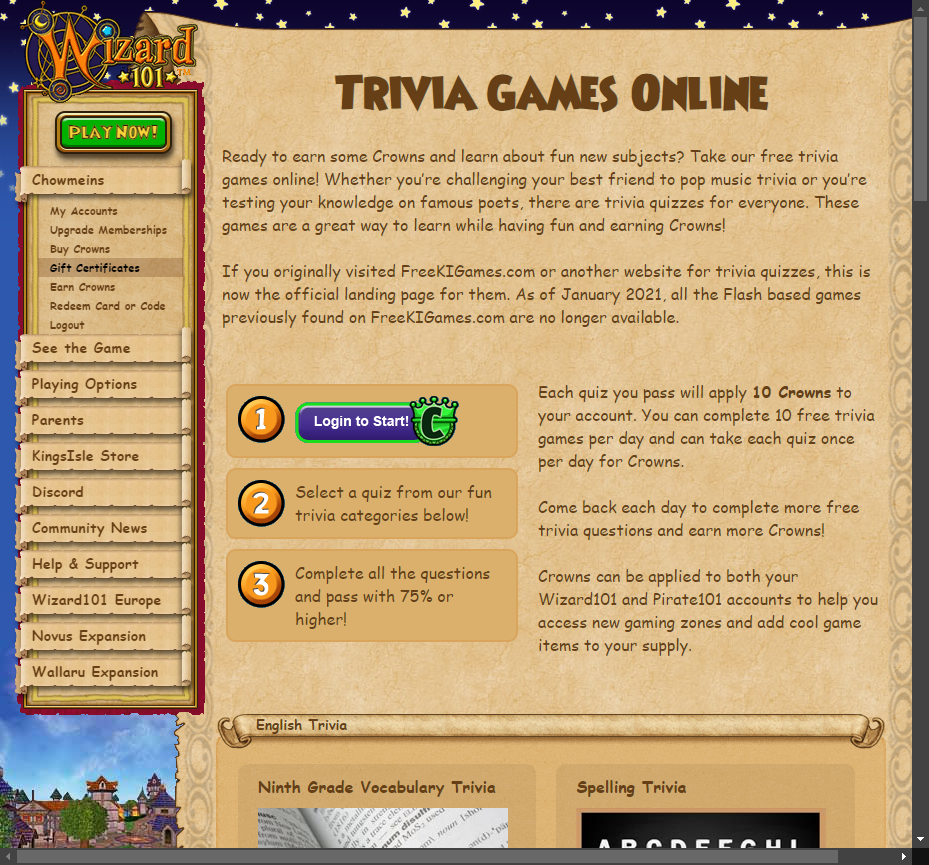 Wizard
101
TM
PLAY NOW!
Chowmeins
My Accounts
Upgrade Memberships
Buy Crowns
Gift Certificates
Earn Crowns
Redeem Card or Code
Logout
See the Game
Playing Options
Parents
KingsIsle Store
Discord
Community News
Help & Support
Wizard101 Europe
Novus Expansion
Wallaru Expansion
Trivia Games Online
Ready to earn some Crowns and learn about fun new subjects? Take our free trivia
games online! Whether you're challenging your best friend to pop music trivia or you're
testing your knowledge on famous poets, there are trivia quizzes for everyone. These
games are a great way to learn while having fun and earning Crowns!
If you originally visited FreeKIGames.com or another website for trivia quizzes, this is
now the official landing page for them. As of January 2021, all the Flash based games
previously found on FreeKIGames.com are no longer available.
1
Login to Start!
C
2
Select a quiz from our fun
trivia categories below!
3
Complete all the questions
and pass with 75% or
higher!
Each quiz you pass will apply 10 Crowns to
your account. You can complete 10 free trivia
games per day and can take each quiz once
per day for Crowns.
Come back each day to complete more free
trivia questions and earn more Crowns!
Crowns can be applied to both your
Wizard101 and Pirate101 accounts to help you
access new gaming zones and add cool game
items to your supply.
English Trivia
Ninth Grade Vocabulary Trivia
Spelling Trivia
ABCDEFGHI